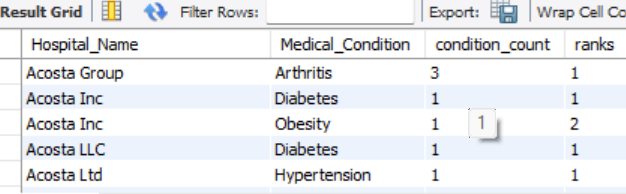 Result Grid Filter Rows: Export: Wrap Cell Co
Hospital_Name Medical_Condition condition_count ranks
Acosta Group Arthritis 3 1
Acosta Inc Diabetes 1 1
Acosta Inc Obesity 1 1 2
Acosta LLC Diabetes 1 1
Acosta Ltd Hypertension 1 1